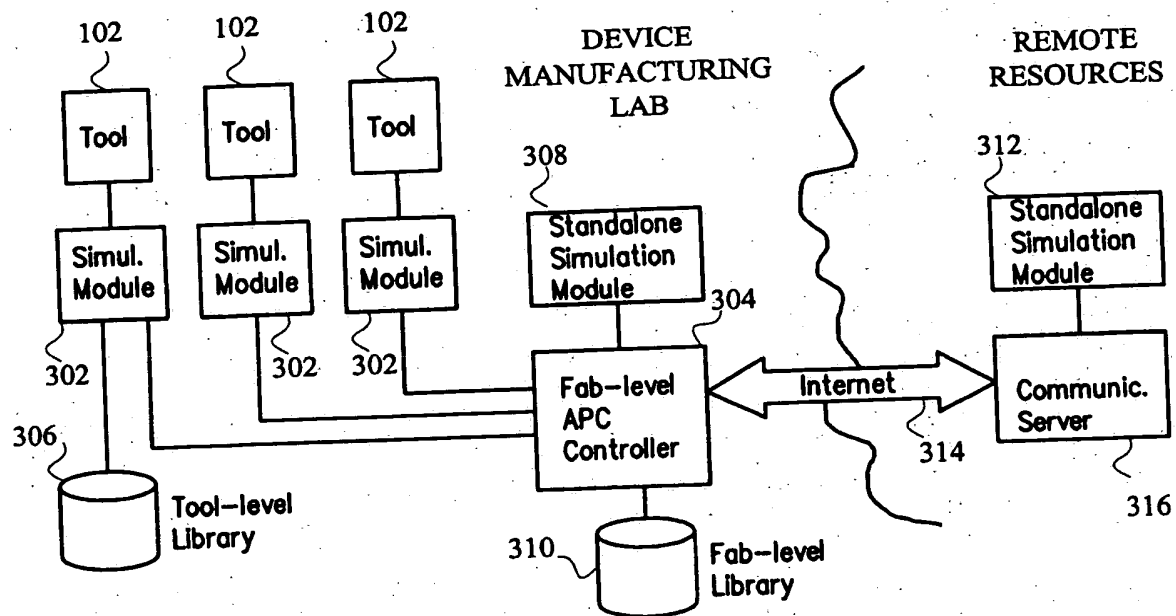 102
102
102
DEVICE
MANUFACTURING
LAB
REMOTE
RESOURCES
Tool
Tool
Tool
308
Standalone
Simulation
Module
312
Standalone
Simulation
Module
Simul.
Module
Simul.
Module
Simul.
Module
302
302
302
304
Fab-level
APC
Controller
Internet
314
Communic.
Server
316
306
Tool-level
Library
310
Fab-level
Library